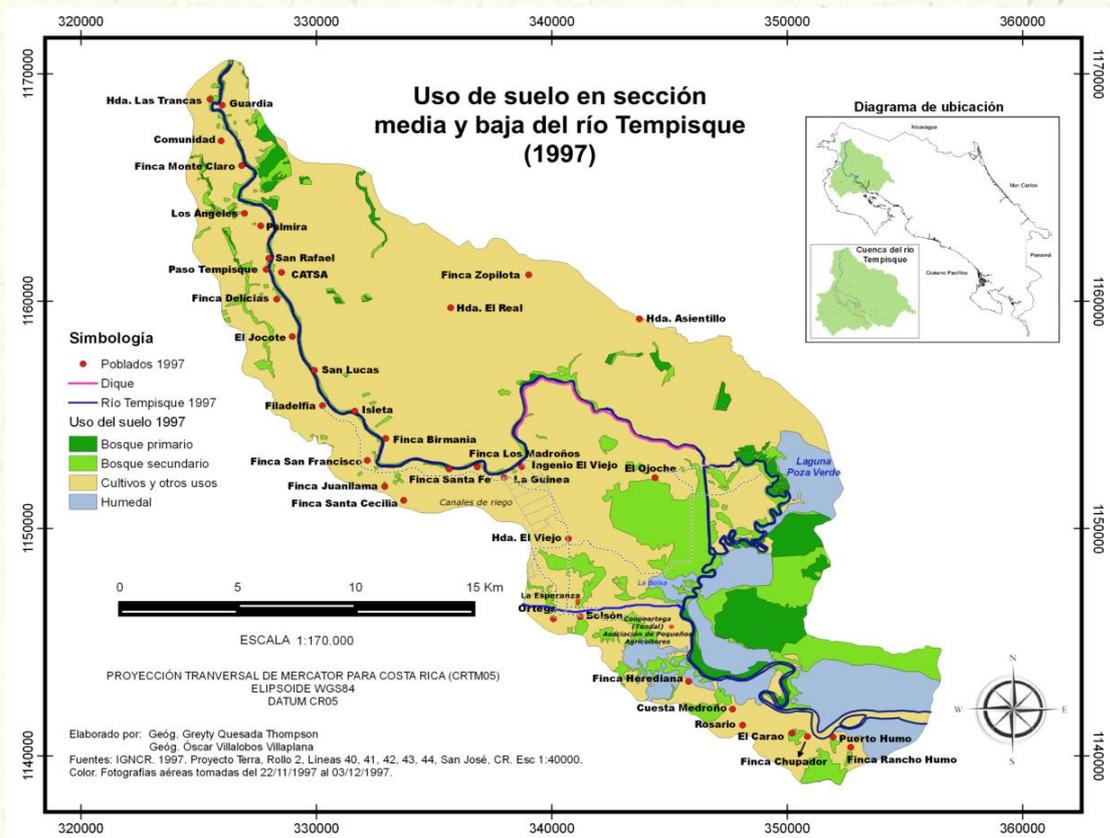 320000
330000
340000
350000
360000
1170000
1170000
1160000
1160000
1150000
1150000
1140000
1140000
Uso de suelo en sección
media y baja del río Tempisque
(1997)
Diagrama de ubicación
Nicaragua
Mar Caribe
Panamá
Océano Pacífico
Cuenca del río
Tempisque
Hda. Las Trancas
Guardia
Comunidad
Finca Monte Claro
Los Angeles
Palmira
San Rafael
Paso Tempisque
CATSA
Finca Delicias
Finca Zopilota
Hda. El Real
Hda. Asientillo
El Jocote
San Lucas
Filadelfia
Isleta
Finca Birmania
Finca Los Madroños
Finca San Francisco
Ingenio El Viejo
Finca Santa Fe
La Guinea
El Ojoche
Finca Juanilama
Finca Santa Cecilia
Canales de riego
Laguna
Poza Verde
Hda. El Viejo
La Bolsa
La Esperanza
Ortega
Bolsón
Coopeartega
(Tendal)
Asociación de Pequeños
Agricultores
Finca Herediana
Cuesta Medroño
Rosario
El Carao
Puerto Humo
Finca Chupador
Finca Rancho Humo
Simbología
Poblados 1997
Dique
Río Tempisque 1997
Uso del suelo 1997
Bosque primario
Bosque secundario
Cultivos y otros usos
Humedal
0 5 10 15 Km
ESCALA 1:170.000
PROYECCIÓN TRANVERSAL DE MERCATOR PARA COSTA RICA (CRTM05)
ELIPSOIDE WGS84
DATUM CR05
Elaborado por: Geóg. Greyty Quesada Thompson
Geóg. Óscar Villalobos Villaplana
Fuentes: IGNCR. 1997. Proyecto Terra, Rollo 2, Líneas 40, 41, 42, 43, 44, San José, CR. Esc 1:40000.
Color. Fotografías aéreas tomadas del 22/11/1997 al 03/12/1997.
N
W
E
S
320000
330000
340000
350000
360000